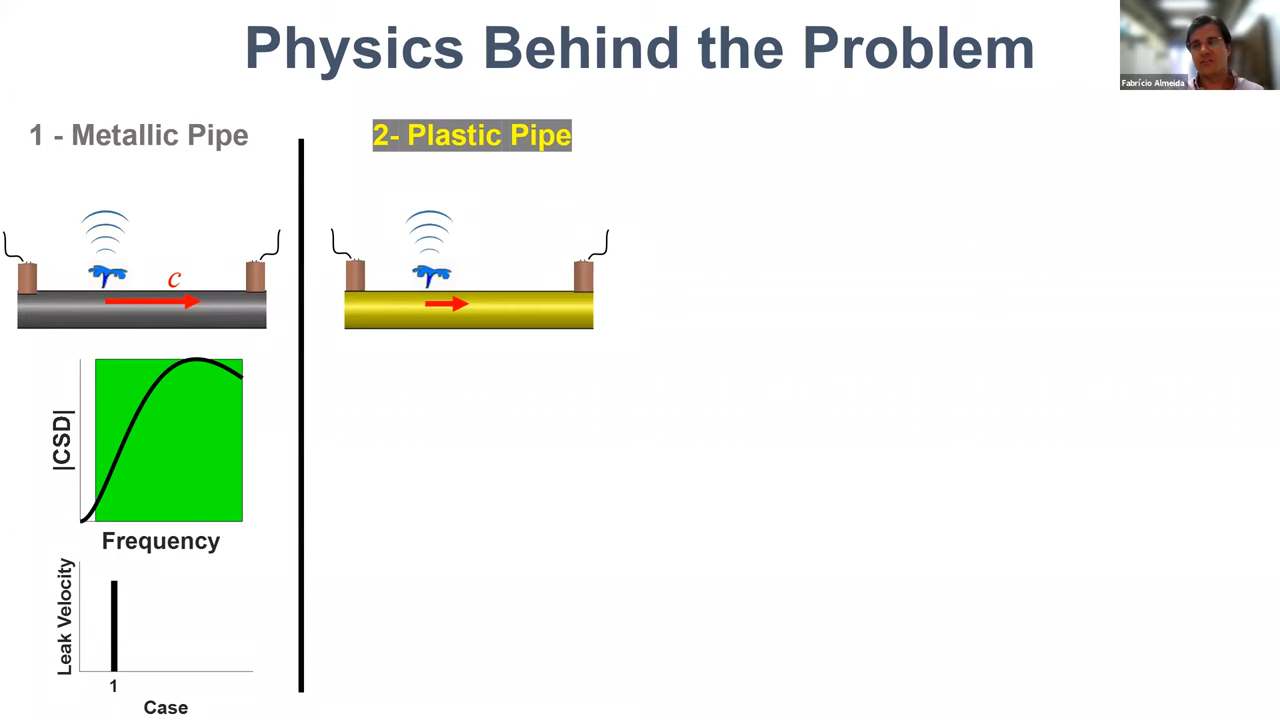 Physics Behind the Problem
Fabrício Almeida
1 - Metallic Pipe
2- Plastic Pipe
c
|CSD|
Frequency
Leak Velocity
1
Case